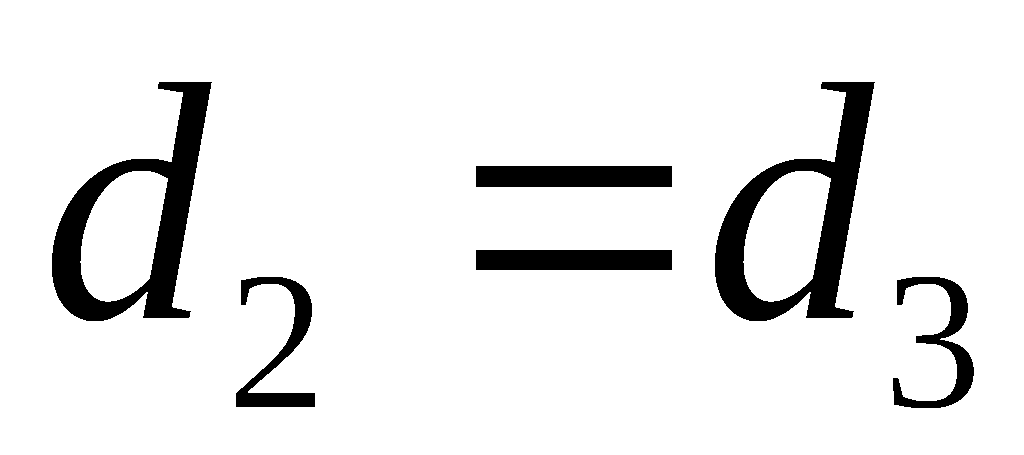 d₂ = d₃